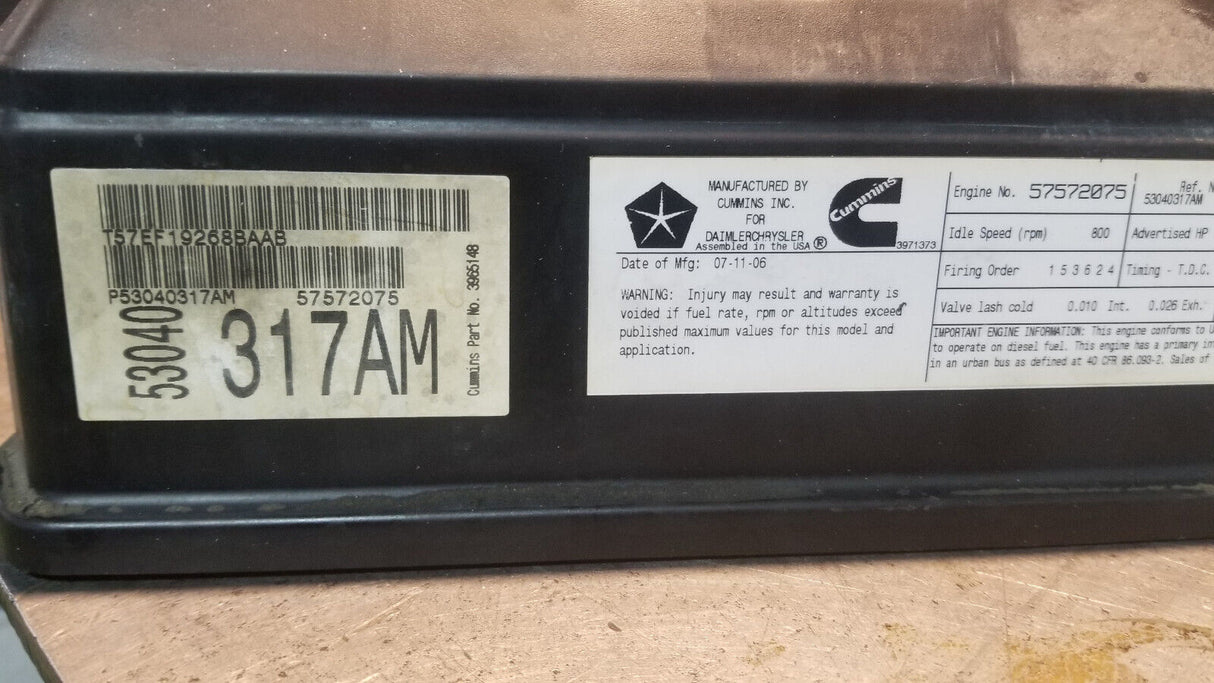 T57EF19268BAAB
P53040317AM 57572075
53040
317AM
Cummins Part No. 3965148
MANUFACTURED BY
CUMMINS INC.
FOR
DAIMLERCHRYSLER
Assembled in the USA ®
Cummins
3971373
Date of Mfg: 07-11-06
WARNING: Injury may result and warranty is
voided if fuel rate, rpm or altitudes exceed
published maximum values for this model and
application.
Engine No. 57572075
Ref. N
53040317AM
Idle Speed (rpm) 800 Advertised HP
Firing Order 1 5 3 6 2 4 Timing - T.D.C.
Valve lash cold 0.010 Int. 0.026 Exh.
IMPORTANT ENGINE INFORMATION: This engine conforms to U
to operate on diesel fuel. This engine has a primary in
in an urban bus as defined at 40 CFR 86.093-2. Sales of